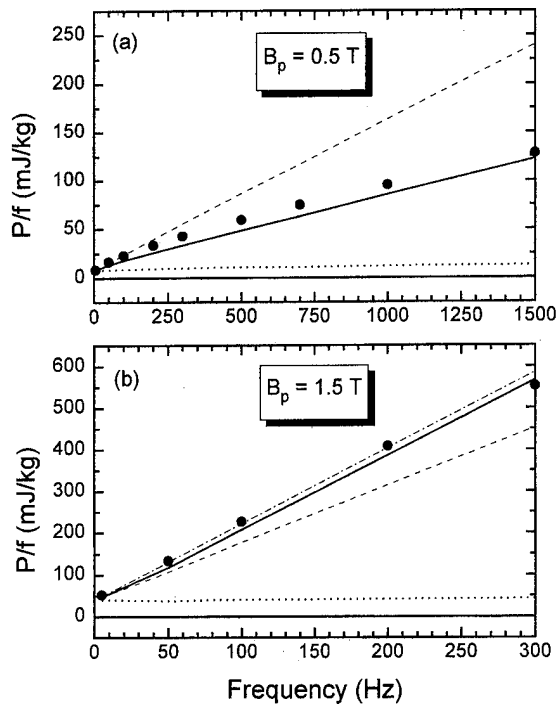 250
(a)
B_p = 0.5 T
200
150
100
50
0
P/f (mJ/kg)
0 250 500 750 1000 1250 1500
600
(b)
B_p = 1.5 T
500
400
300
200
100
0
P/f (mJ/kg)
0 50 100 150 200 250 300
Frequency (Hz)